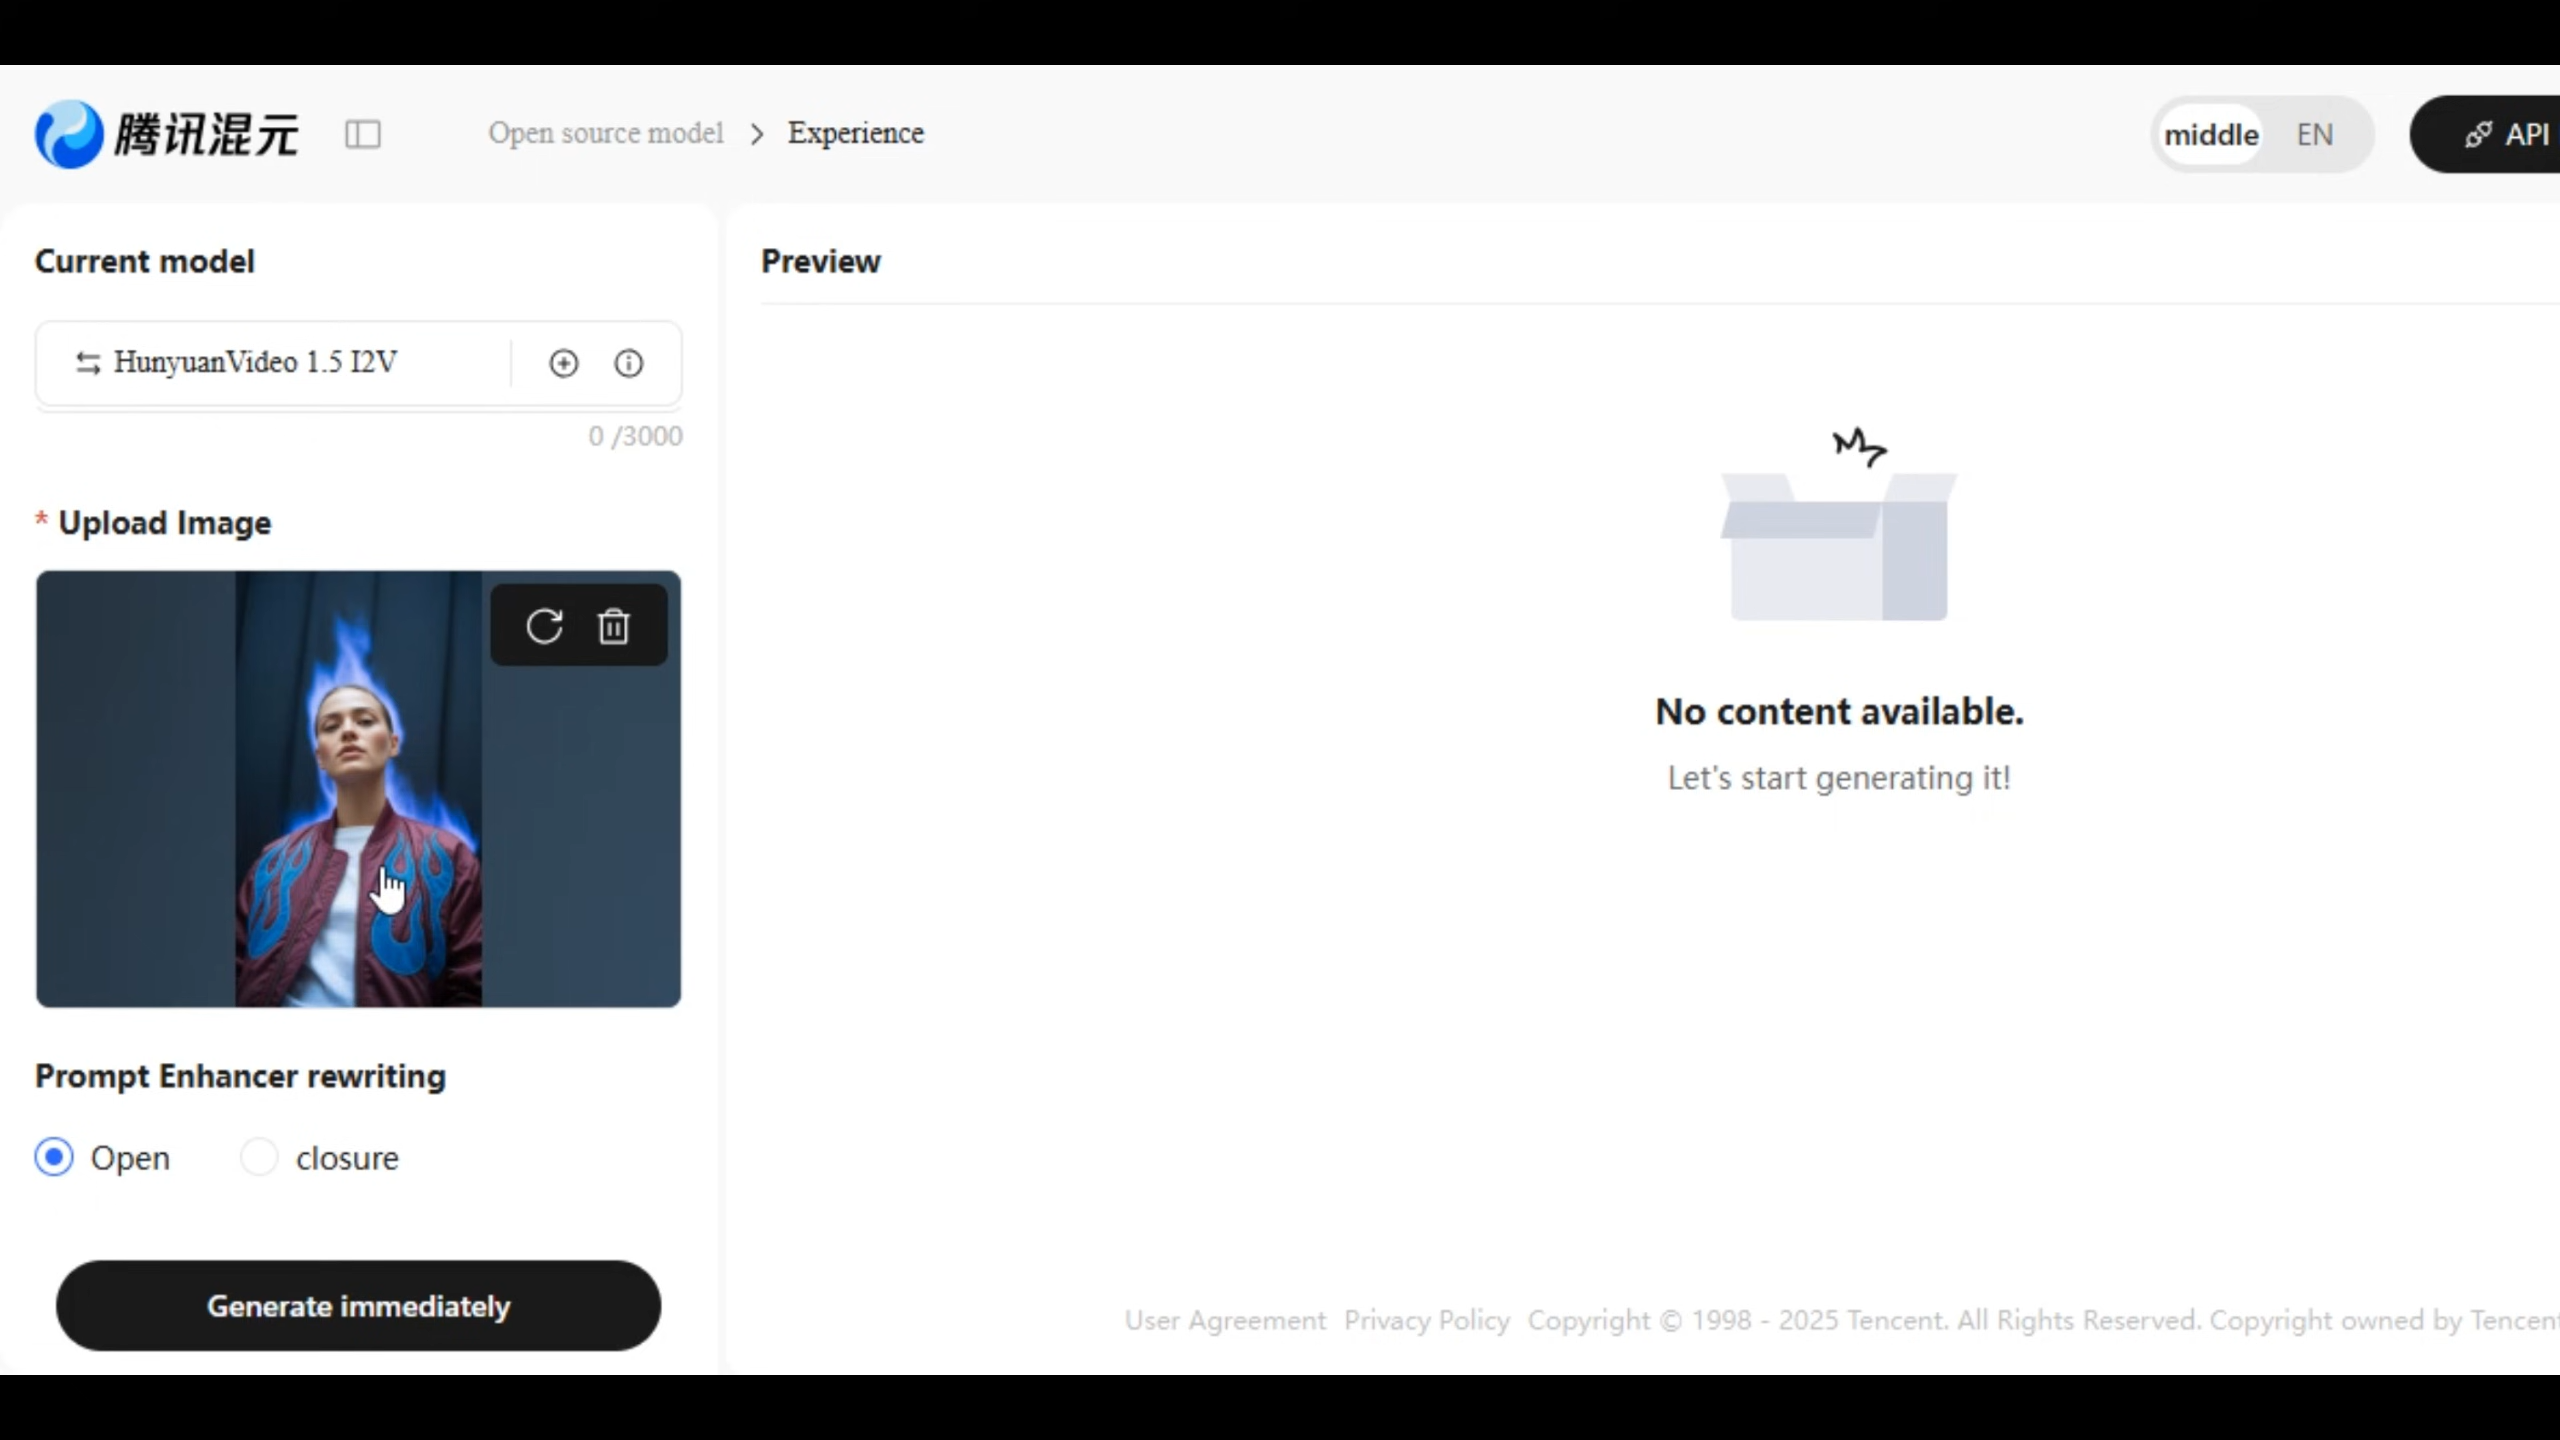 腾讯混元
Open source model > Experience
middle EN
API
Current model
HunyuanVideo 1.5 I2V
0 /3000
* Upload Image
Prompt Enhancer rewriting
Open closure
Generate immediately
Preview
No content available.
Let's start generating it!
User Agreement Privacy Policy Copyright © 1998 - 2025 Tencent. All Rights Reserved. Copyright owned by Tencent